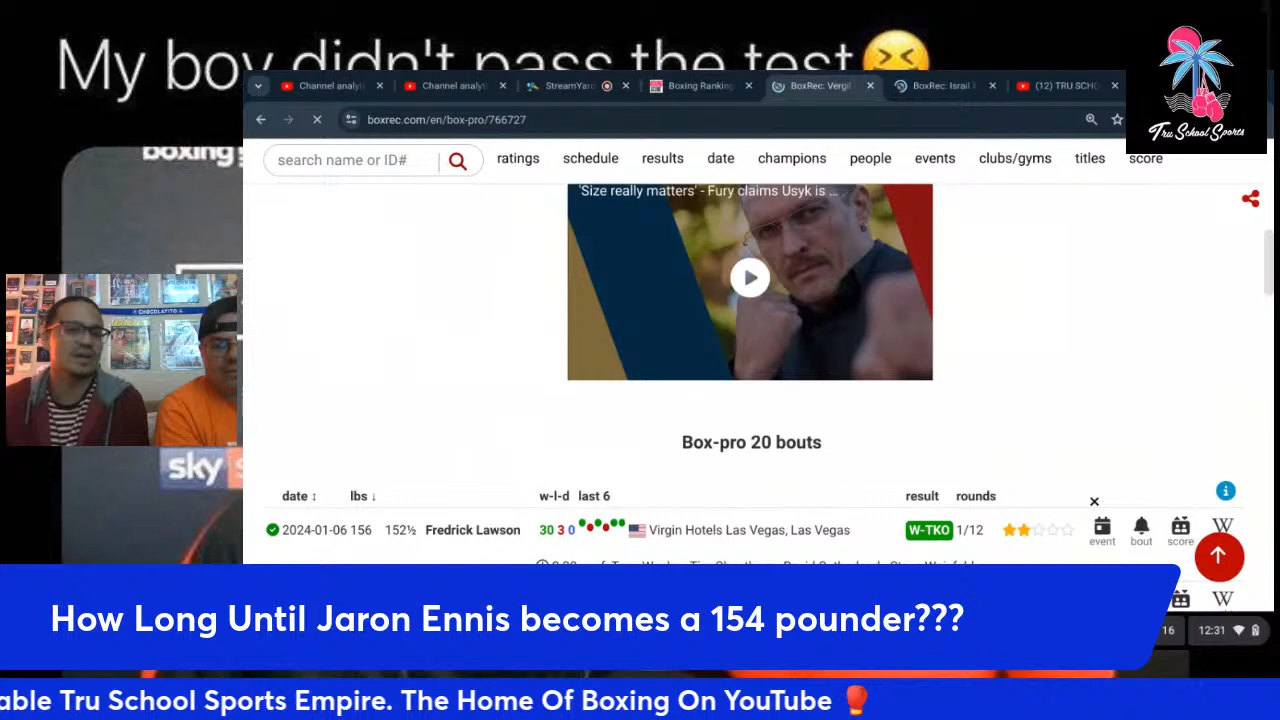 My boy didn't pass the test😆
Channel analyti
Channel analyti
StreamYar
Boxing Ranking
BoxRec: Vergil
BoxRec: Israil
(12) TRU SCHO
boxrec.com/en/box-pro/766727
Tru School Sports
boxing
search name or ID#
ratings
schedule
results
date
champions
people
events
clubs/gyms
titles
score
'Size really matters' - Fury claims Usyk is ...
CHOCOLATITO
sky s
Box-pro 20 bouts
date ↕ lbs ↓ w-l-d last 6 result rounds
2024-01-06 156 152½ Fredrick Lawson 30 3 0 Virgin Hotels Las Vegas, Las Vegas W-TKO 1/12
event bout score W
W
How Long Until Jaron Ennis becomes a 154 pounder???
16 12:31
able Tru School Sports Empire. The Home Of Boxing On YouTube 🥊